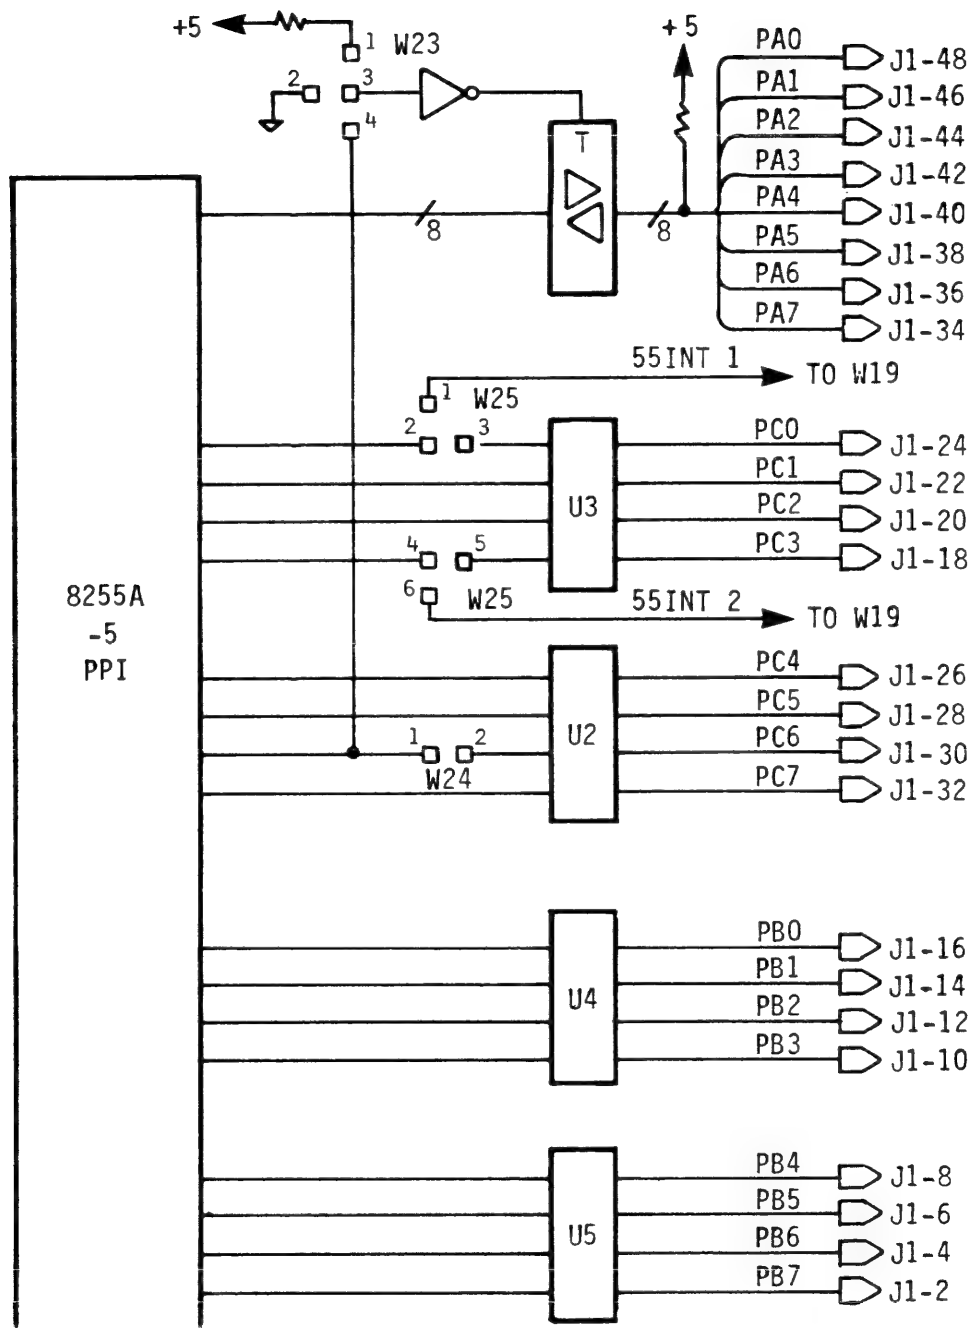 +5
1 W23
2 3
4
+5
T
8
8
PA0 J1-48
PA1 J1-46
PA2 J1-44
PA3 J1-42
PA4 J1-40
PA5 J1-38
PA6 J1-36
PA7 J1-34
55INT 1 TO W19
1 W25
2 3
4 5
6 W25
U3
PC0 J1-24
PC1 J1-22
PC2 J1-20
PC3 J1-18
55INT 2 TO W19
8255A
-5
PPI
U2
PC4 J1-26
PC5 J1-28
PC6 J1-30
PC7 J1-32
1 2
W24
U4
PB0 J1-16
PB1 J1-14
PB2 J1-12
PB3 J1-10
U5
PB4 J1-8
PB5 J1-6
PB6 J1-4
PB7 J1-2